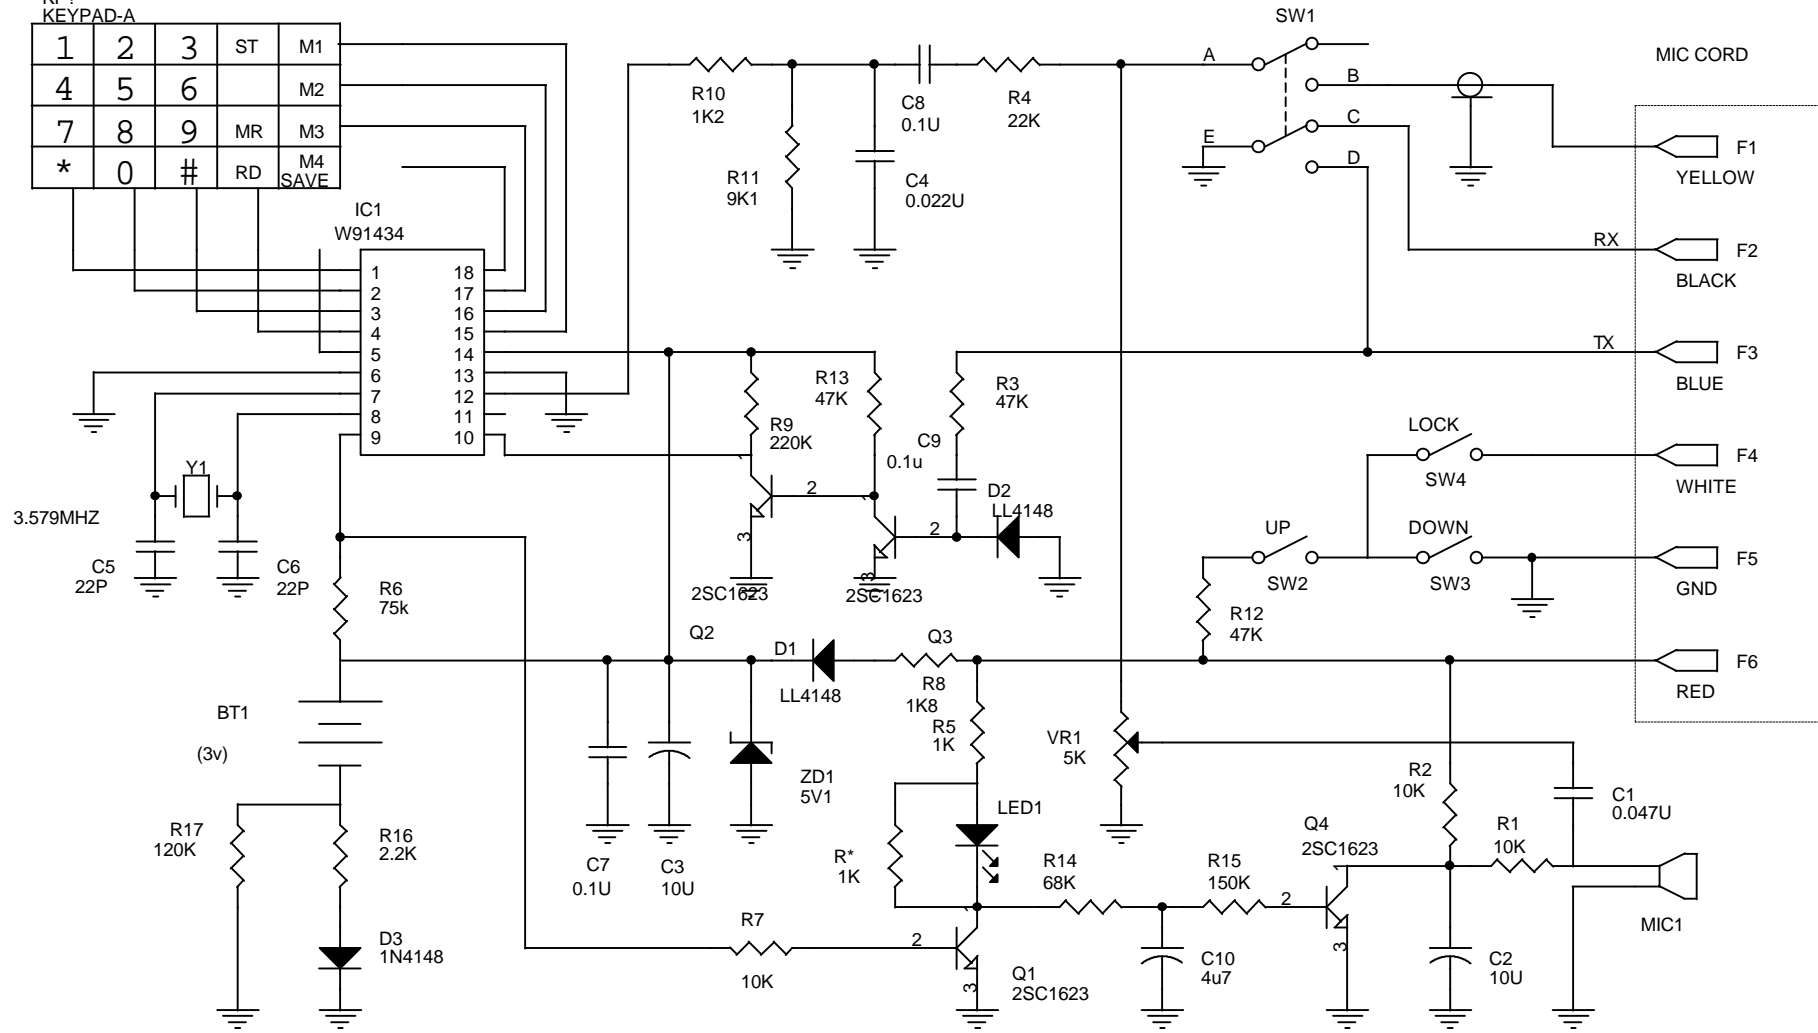 KEYPAD-A
1 2 3 ST M1
4 5 6 M2
7 8 9 MR M3
* 0 # RD M4
SAVE
IC1
W91434
1 18
2 17
3 16
4 15
5 14
6 13
7 12
8 11
9 10
Y1
3.579MHZ
C5
22P
C6
22P
R10
1K2
R11
9K1
C4
0.022U
C8
0.1U
R4
22K
SW1
A
B
C
D
E
MIC CORD
F1
YELLOW
RX
F2
BLACK
TX
F3
BLUE
F4
WHITE
F5
GND
F6
RED
R13
47K
R9
220K
R3
47K
C9
0.1u
D2
LL4148
1
2
3
2SC1623
1
2
3
2SC1623
Q2
Q3
LOCK
SW4
UP
SW2
DOWN
SW3
R12
47K
R6
75k
D1
LL4148
R8
1K8
R5
1K
BT1
(3v)
ZD1
5V1
VR1
5K
LED1
R2
10K
C1
0.047U
R17
120K
R16
2.2K
C7
0.1U
C3
10U
R*
1K
R14
68K
R15
150K
Q4
2SC1623
1
2
3
R1
10K
MIC1
D3
1N4148
R7
10K
1
2
3
Q1
2SC1623
C10
4u7
C2
10U